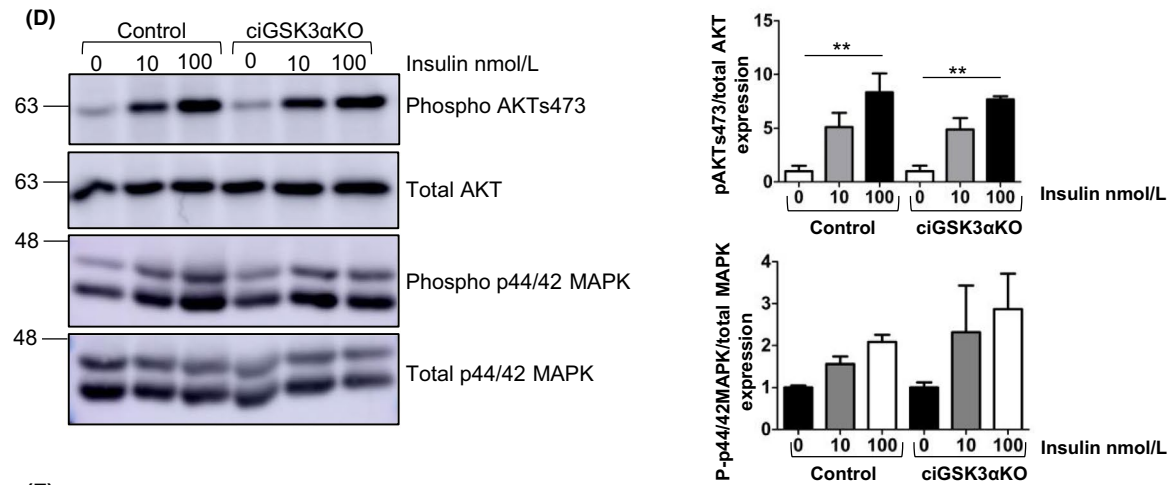 (D)
Control ciGSK3αKO
0 10 100 0 10 100 Insulin nmol/L
63 Phospho AKTs473
63 Total AKT
48 Phospho p44/42 MAPK
48 Total p44/42 MAPK
pAKTs473/total AKT
expression
15
10
5
0
** **
0 10 100 0 10 100 Insulin nmol/L
Control ciGSK3αKO
P-p44/42MAPK/total MAPK
expression
4
3
2
1
0
0 10 100 0 10 100 Insulin nmol/L
Control ciGSK3αKO